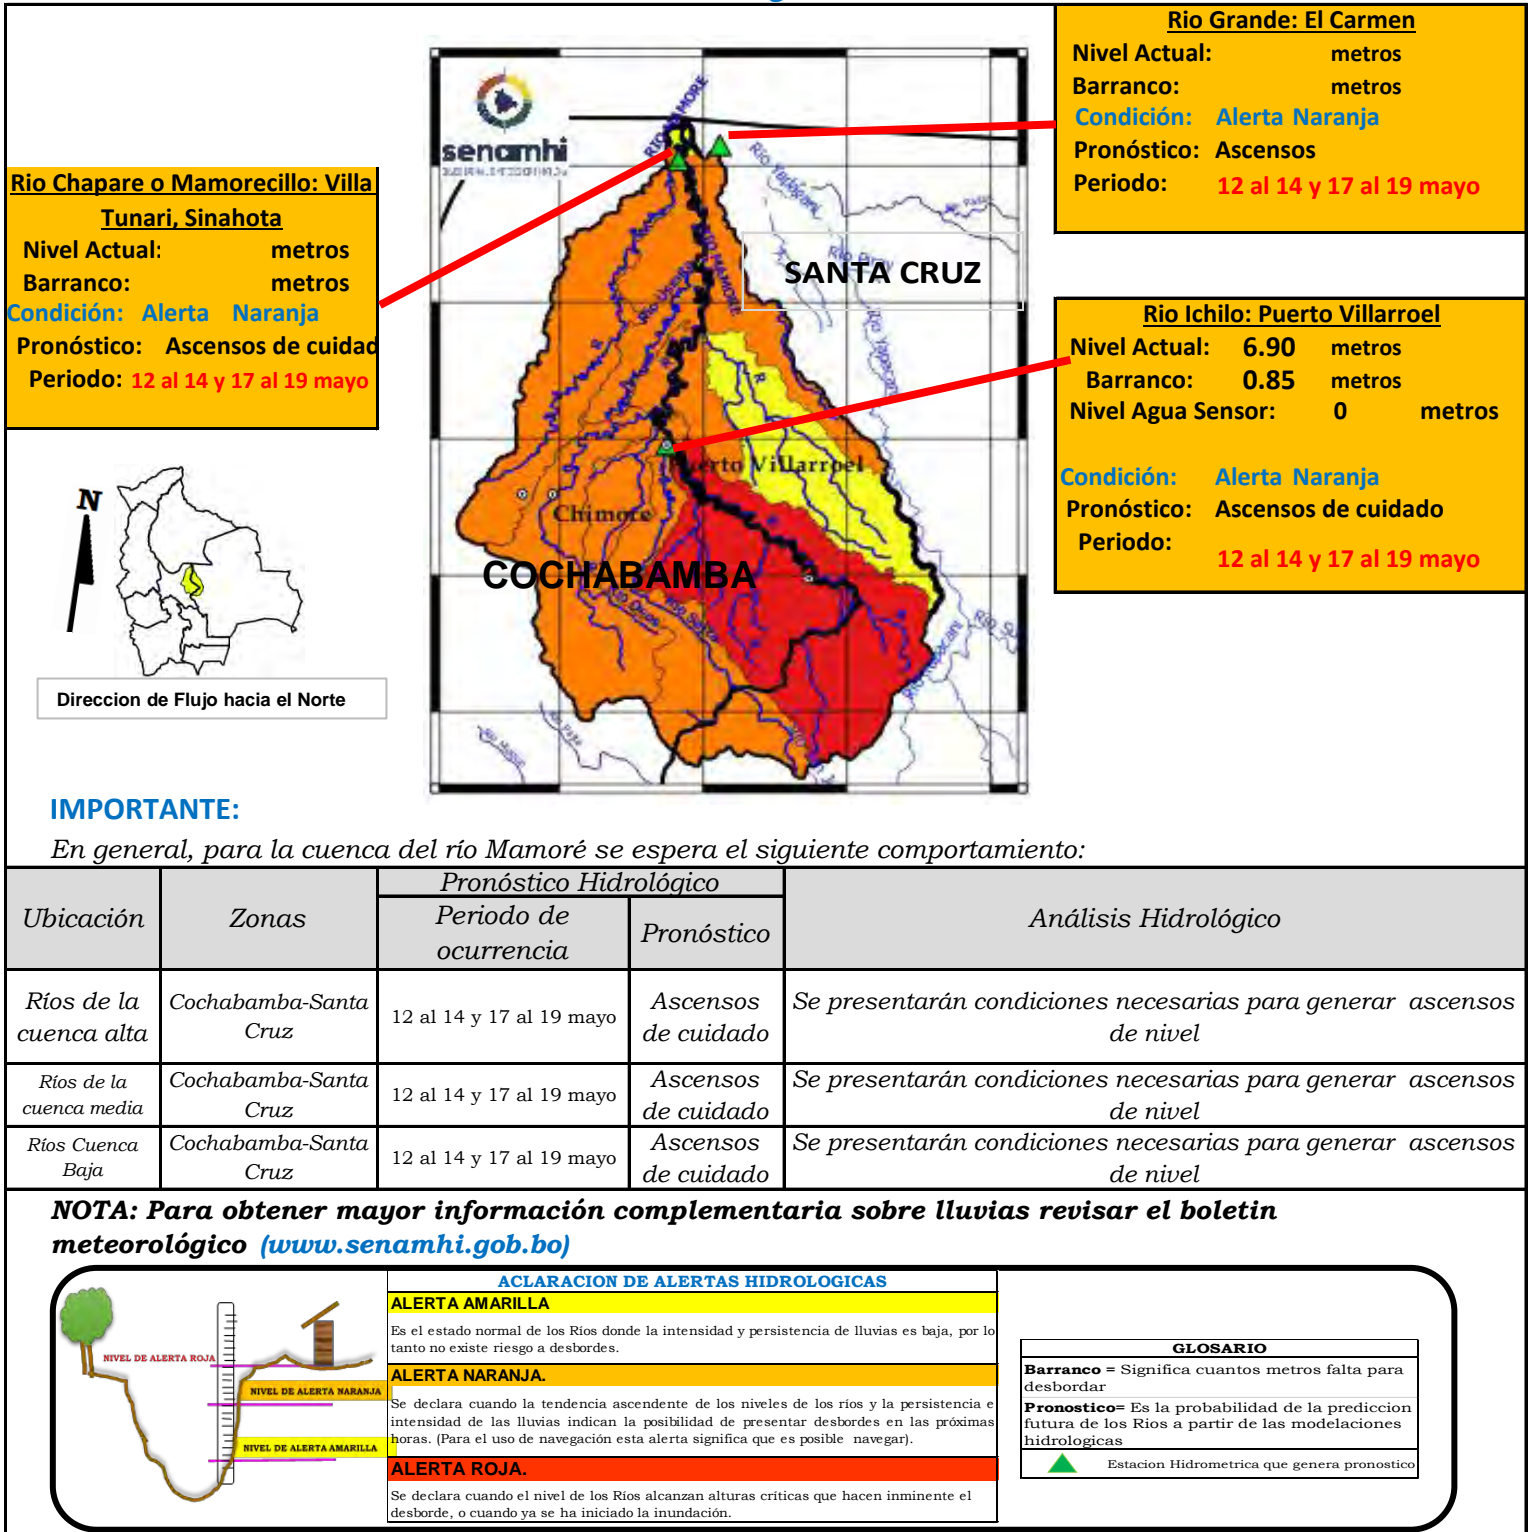 Rio Grande: El Carmen
Nivel Actual: metros
Barranco: metros
Condición: Alerta Naranja
Pronóstico: Ascensos
Periodo: 12 al 14 y 17 al 19 mayo
Rio Chapare o Mamorecillo: Villa
Tunari, Sinahota
Nivel Actual: metros
Barranco: metros
Condición: Alerta Naranja
Pronóstico: Ascensos de cuidad
Periodo: 12 al 14 y 17 al 19 mayo
Rio Ichilo: Puerto Villarroel
Nivel Actual: 6.90 metros
Barranco: 0.85 metros
Nivel Agua Sensor: 0 metros
Condición: Alerta Naranja
Pronóstico: Ascensos de cuidado
Periodo:
12 al 14 y 17 al 19 mayo
senamhi
RIO MAMORE
Rio Yapacani
SANTA CRUZ
RIO MAMORE
Rio Yapacani
Puerto Villarroel
Chimore
COCHABAMBA
N
Direccion de Flujo hacia el Norte
IMPORTANTE:
En general, para la cuenca del río Mamoré se espera el siguiente comportamiento:
Ubicación Zonas Pronóstico Hidrológico Análisis Hidrológico
Periodo de ocurrencia Pronóstico
Ríos de la cuenca alta Cochabamba-Santa Cruz 12 al 14 y 17 al 19 mayo Ascensos de cuidado Se presentarán condiciones necesarias para generar ascensos de nivel
Ríos de la cuenca media Cochabamba-Santa Cruz 12 al 14 y 17 al 19 mayo Ascensos de cuidado Se presentarán condiciones necesarias para generar ascensos de nivel
Ríos Cuenca Baja Cochabamba-Santa Cruz 12 al 14 y 17 al 19 mayo Ascensos de cuidado Se presentarán condiciones necesarias para generar ascensos de nivel
NOTA: Para obtener mayor información complementaria sobre lluvias revisar el boletin
meteorológico (www.senamhi.gob.bo)
NIVEL DE ALERTA ROJA
NIVEL DE ALERTA NARANJA
NIVEL DE ALERTA AMARILLA
ACLARACION DE ALERTAS HIDROLOGICAS
ALERTA AMARILLA
Es el estado normal de los Ríos donde la intensidad y persistencia de lluvias es baja, por lo
tanto no existe riesgo a desbordes.
ALERTA NARANJA.
Se declara cuando la tendencia ascendente de los niveles de los ríos y la persistencia e
intensidad de las lluvias indican la posibilidad de presentar desbordes en las próximas
horas. (Para el uso de navegación esta alerta significa que es posible navegar).
ALERTA ROJA.
Se declara cuando el nivel de los Ríos alcanzan alturas críticas que hacen inminente el
desborde, o cuando ya se ha iniciado la inundación.
GLOSARIO
Barranco = Significa cuantos metros falta para
desbordar
Pronostico= Es la probabilidad de la prediccion
futura de los Rios a partir de las modelaciones
hidrologicas
Estacion Hidrometrica que genera pronostico